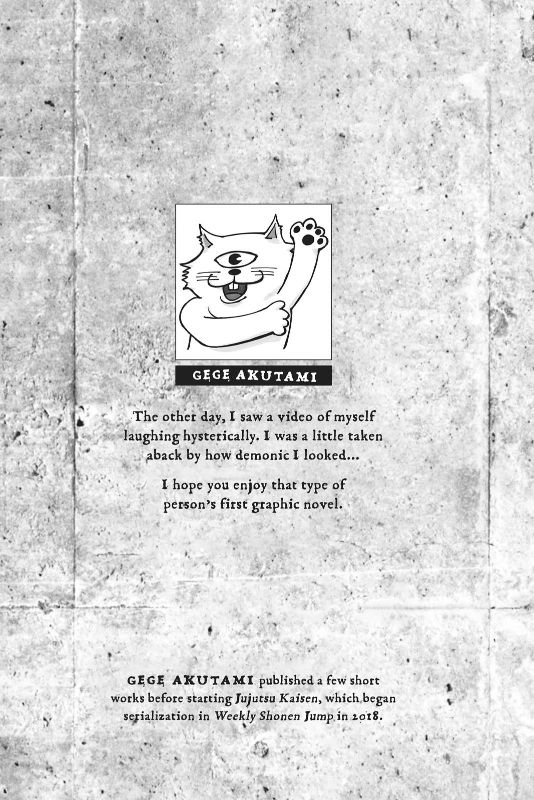 GEGE AKUTAMI
The other day, I saw a video of myself
laughing hysterically. I was a little taken
aback by how demonic I looked...
I hope you enjoy that type of
person's first graphic novel.
GEGE AKUTAMI published a few short
works before starting Jujutsu Kaisen, which began
serialization in Weekly Shonen Jump in 2018.